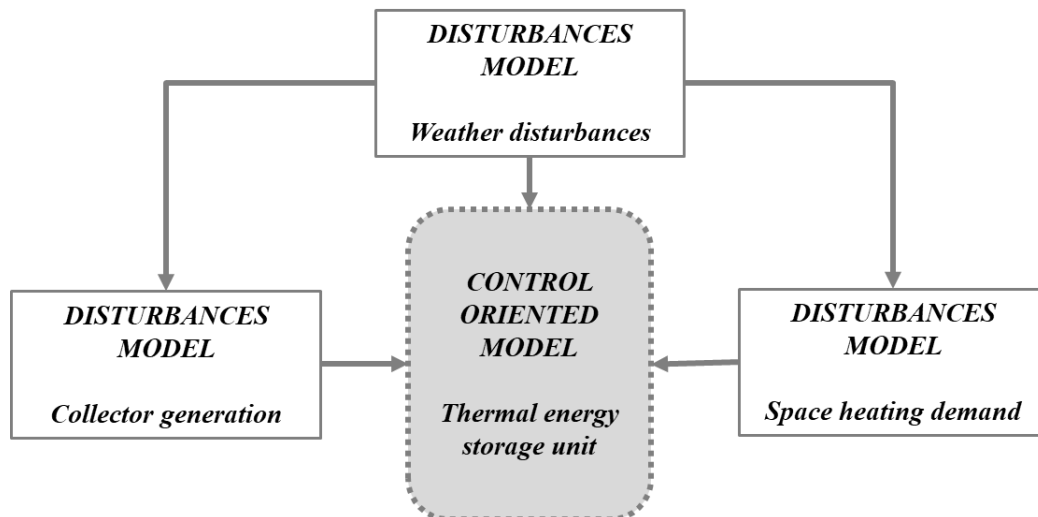 DISTURBANCES
MODEL
Weather disturbances
DISTURBANCES
MODEL
Collector generation
CONTROL
ORIENTED
MODEL
Thermal energy
storage unit
DISTURBANCES
MODEL
Space heating demand